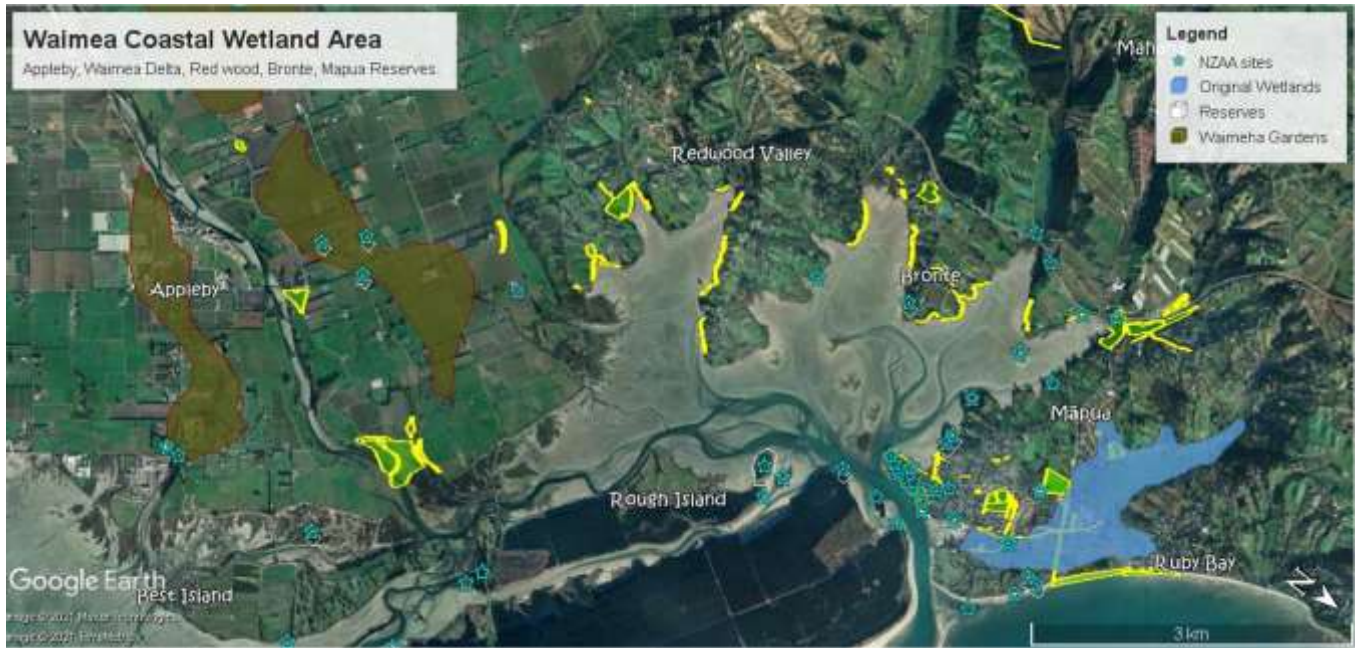 Waimea Coastal Wetland Area
Appleby, Waimea Delta, Red wood, Bronte, Mapua Reserves
Legend
NZAA sites
Original Wetlands
Reserves
Waimeha Gardens
Redwood Valley
Appleby
Bronte
Māpua
Rough Island
Ruby Bay
Best Island
Google Earth
N
3 km